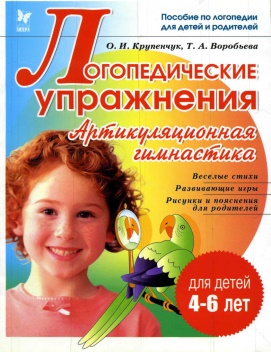 Пособие по логопедии
для детей и родителей
О. И. Крупенчук, Т. А. Воробьева
Логопедические
упражнения
Артикуляционная
гимнастика
Веселые стихи
Развивающие игры
Рисунки и пояснения
для родителей
для детей
4-6 лет